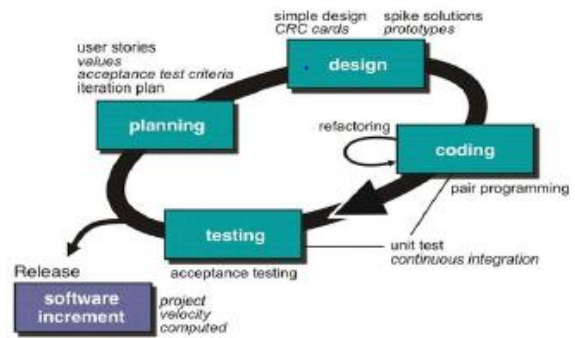 simple design
CRC cards
spike solutions
prototypes
design
user stories
values
acceptance test criteria
iteration plan
planning
refactoring
coding
pair programming
testing
acceptance testing
unit test
continuous integration
Release
software
increment
project
velocity
computed